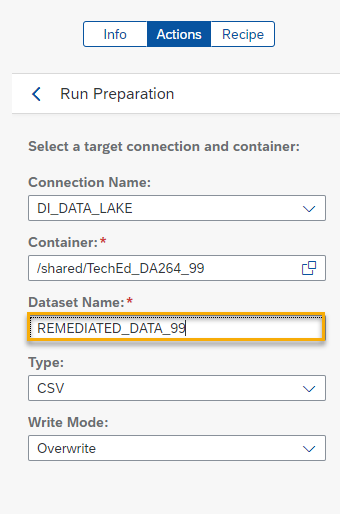 Info Actions Recipe
Run Preparation
Select a target connection and container:
Connection Name:
DI_DATA_LAKE
Container:*
/shared/TechEd_DA264_99
Dataset Name:*
REMEDIATED_DATA_99
Type:
CSV
Write Mode:
Overwrite